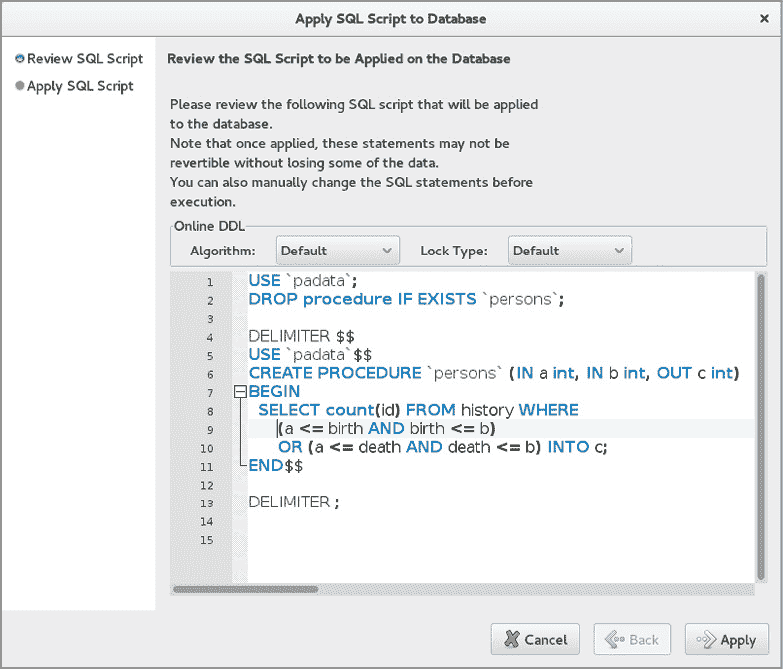 Apply SQL Script to Database
Review SQL Script
Apply SQL Script
Review the SQL Script to be Applied on the Database
Please review the following SQL script that will be applied
to the database.
Note that once applied, these statements may not be
revertible without losing some of the data.
You can also manually change the SQL statements before
execution.
Online DDL
Algorithm: Default Lock Type: Default
1 USE `padata`;
2 DROP procedure IF EXISTS `persons`;
3
4 DELIMITER $$
5 USE `padata`$$
6 CREATE PROCEDURE `persons` (IN a int, IN b int, OUT c int)
7 BEGIN
8 SELECT count(id) FROM history WHERE
9 (a <= birth AND birth <= b)
10 OR (a <= death AND death <= b) INTO c;
11 END$$
12
13 DELIMITER ;
14
15
Cancel Back Apply